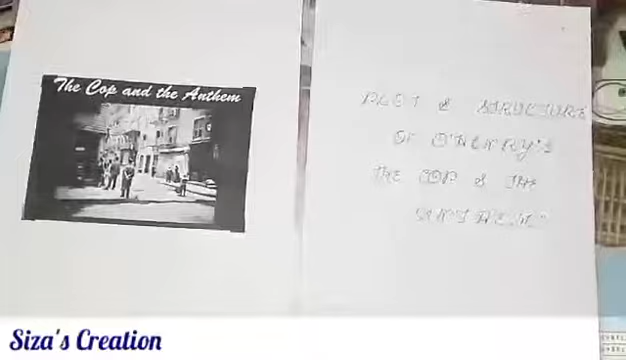 The Cop and the Anthem
PLOT & STRUCTURE
OF O'HENRY'S
THE COP & THE
ANTHEM"
Siza's Creation